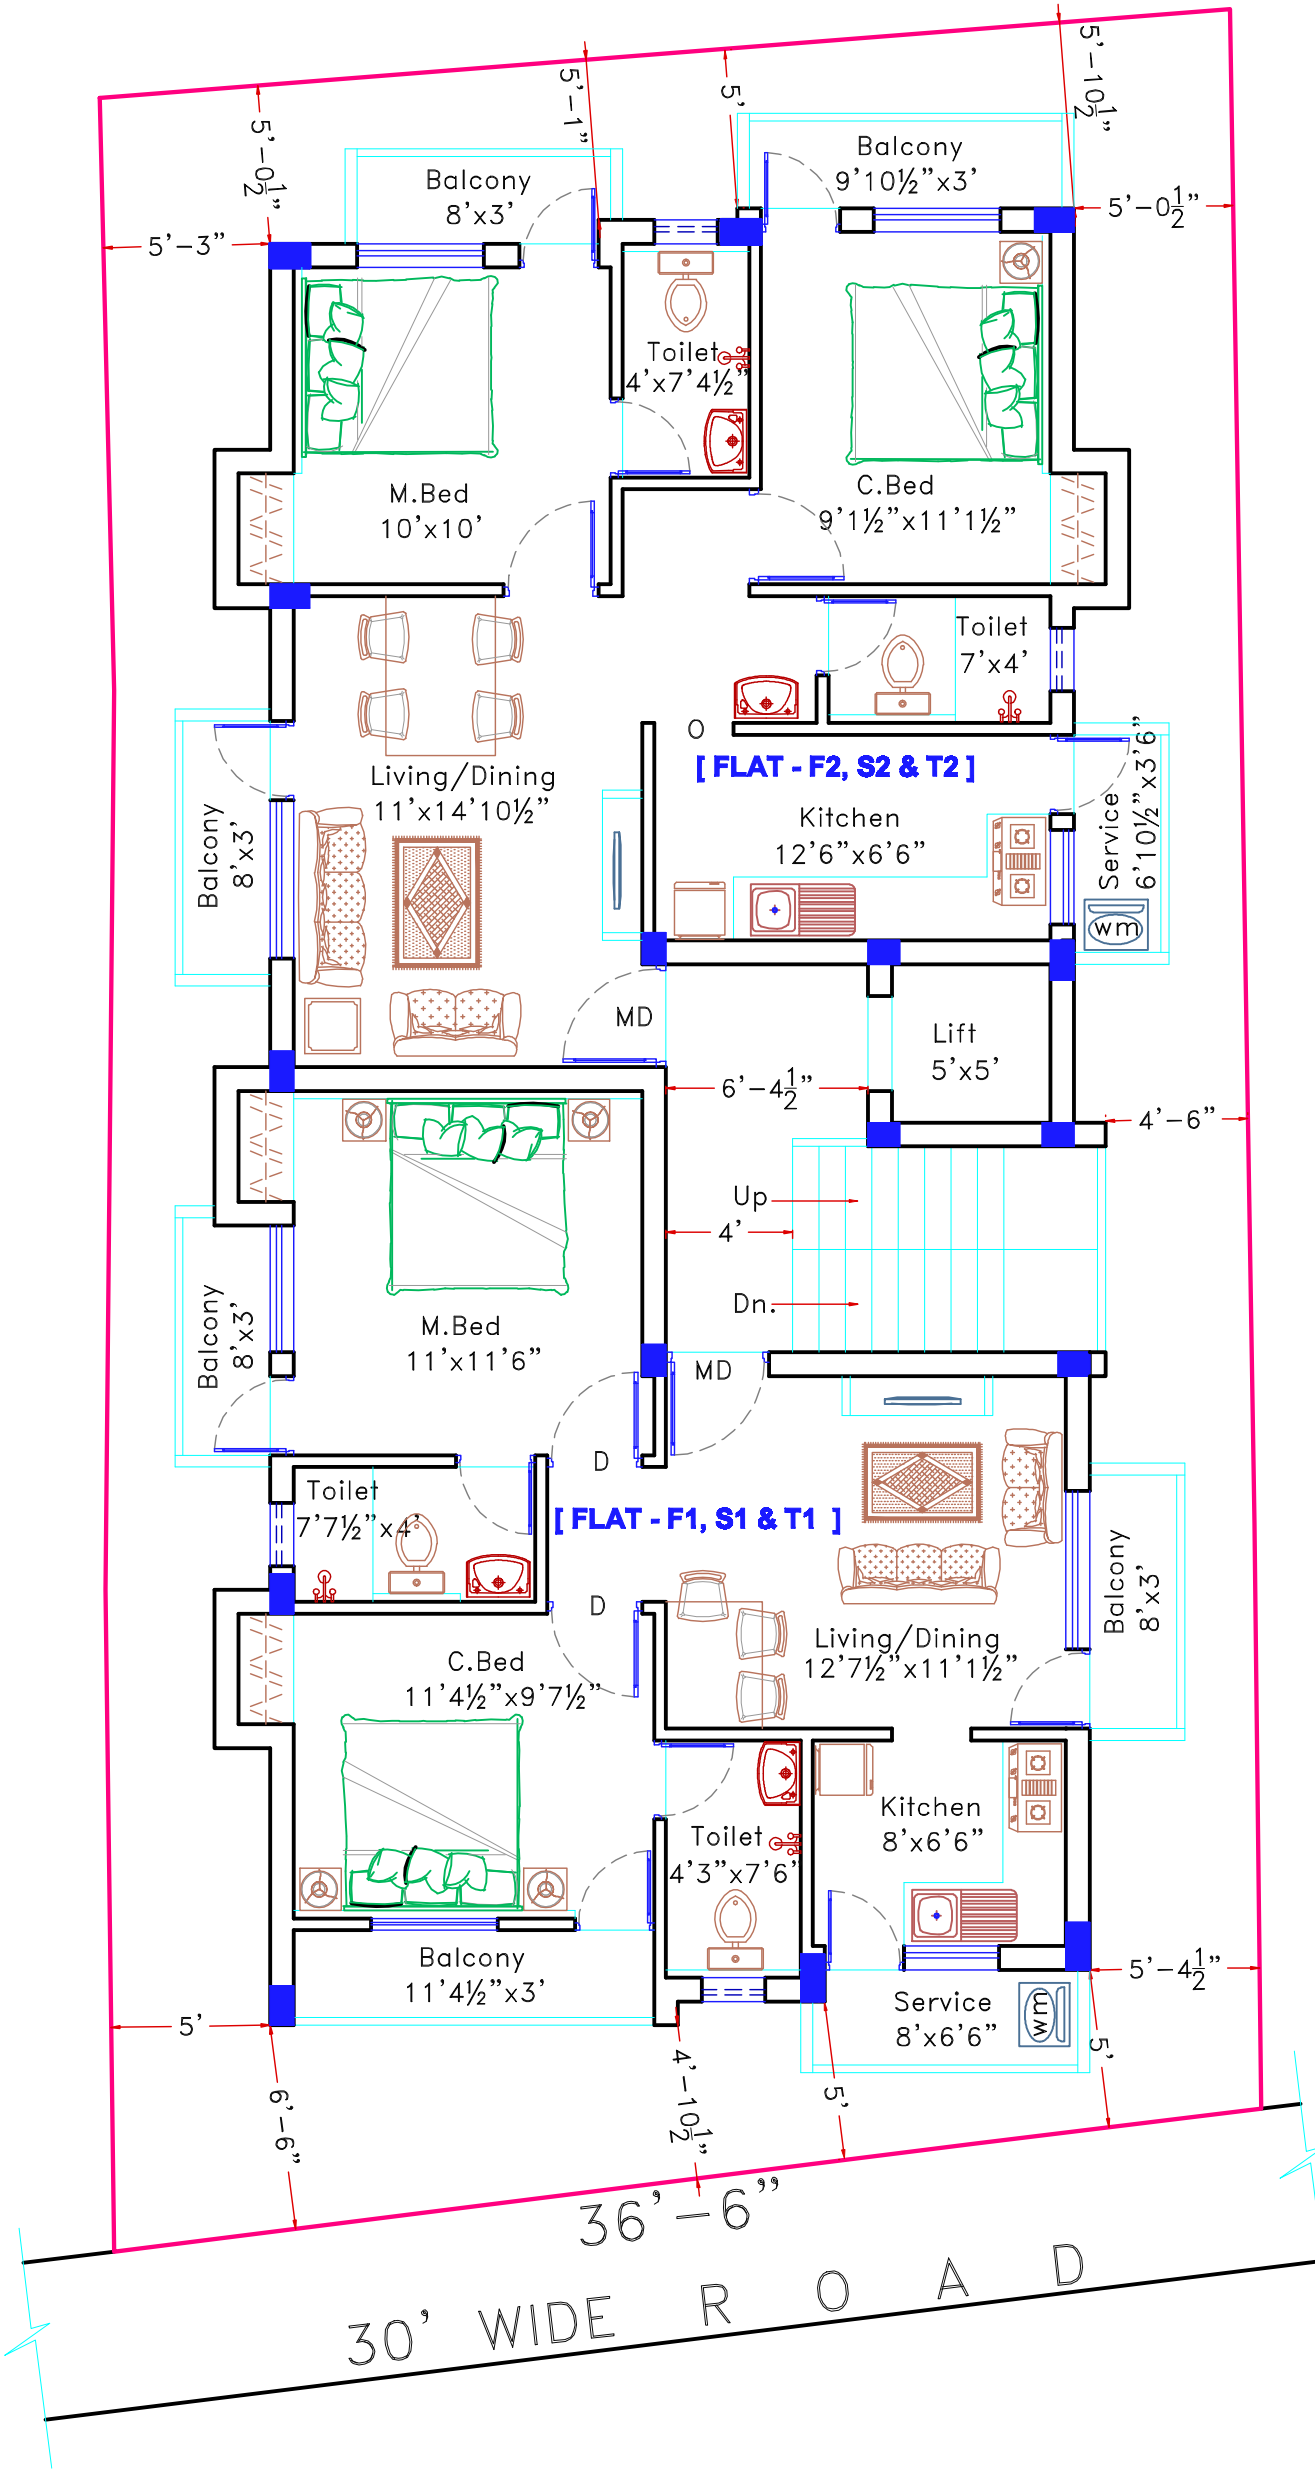 5'-10½"
5'-1"
5'
5'-0½"
Balcony
9'10½"x3'
Balcony
8'x3'
5'-0½"
5'-3"
Toilet
4'x7'4½"
M.Bed
10'x10'
C.Bed
9'1½"x11'1½"
Toilet
7'x4'
O
[ FLAT - F2, S2 & T2 ]
Living/Dining
11'x14'10½"
Balcony
8'x3'
Kitchen
12'6"x6'6"
Service
6'10½"x3'6"
wm
MD
Lift
5'x5'
6'-4½"
4'-6"
Up
4'
Dn.
Balcony
8'x3'
M.Bed
11'x11'6"
MD
D
Toilet
7'7½"x4'
[ FLAT - F1, S1 & T1 ]
Balcony
8'x3'
D
Living/Dining
12'7½"x11'1½"
C.Bed
11'4½"x9'7½"
Kitchen
8'x6'6"
Toilet
4'3"x7'6"
Balcony
11'4½"x3'
5'-4½"
Service
8'x6'6"
wm
5'
6'-6"
4'-10½"
5'
5'
36'-6"
30' WIDE ROAD